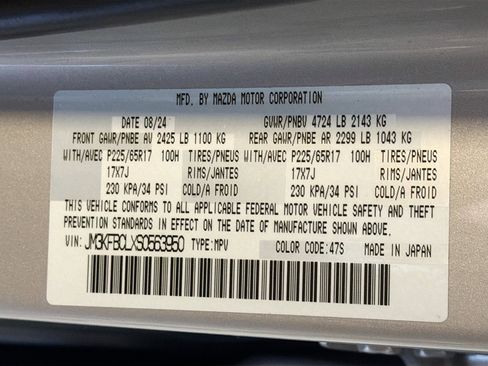 MFD. BY MAZDA MOTOR CORPORATION
DATE 08/24 GVWR/PNBV 4724 LB 2143 KG
FRONT GAWR/PNBE AV 2425 LB 1100 KG REAR GAWR/PNBE AR 2299 LB 1043 KG
WITH/AVEC P225/65R17 100H TIRES/PNEUS WITH/AVEC P225/65R17 100H TIRES/PNEUS
17X7J RIMS/JANTES 17X7J RIMS/JANTES
230 KPA/34 PSI COLD/A FROID 230 KPA/34 PSI COLD/A FROID
THIS VEHICLE CONFORMS TO ALL APPLICABLE FEDERAL MOTOR VEHICLE SAFETY AND THEFT
PREVENTION STANDARDS IN EFFECT ON THE DATE OF MANUFACTURE SHOWN ABOVE.
VIN: JM3KFBCLXS0563950 TYPE: MPV COLOR CODE: 47S MADE IN JAPAN